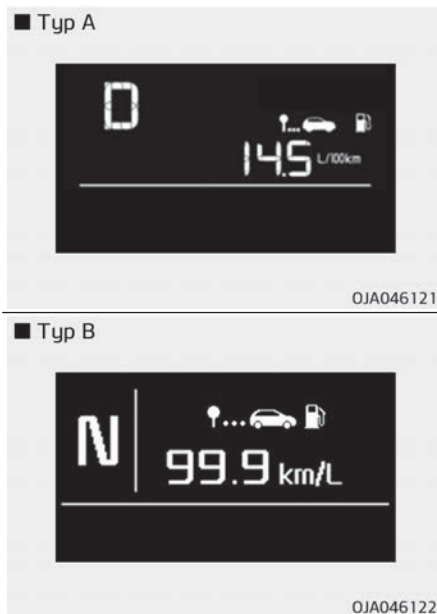 ■ Typ A
D
14.5 L/100km
OJA046121
■ Typ B
N
99.9 km/L
OJA046122